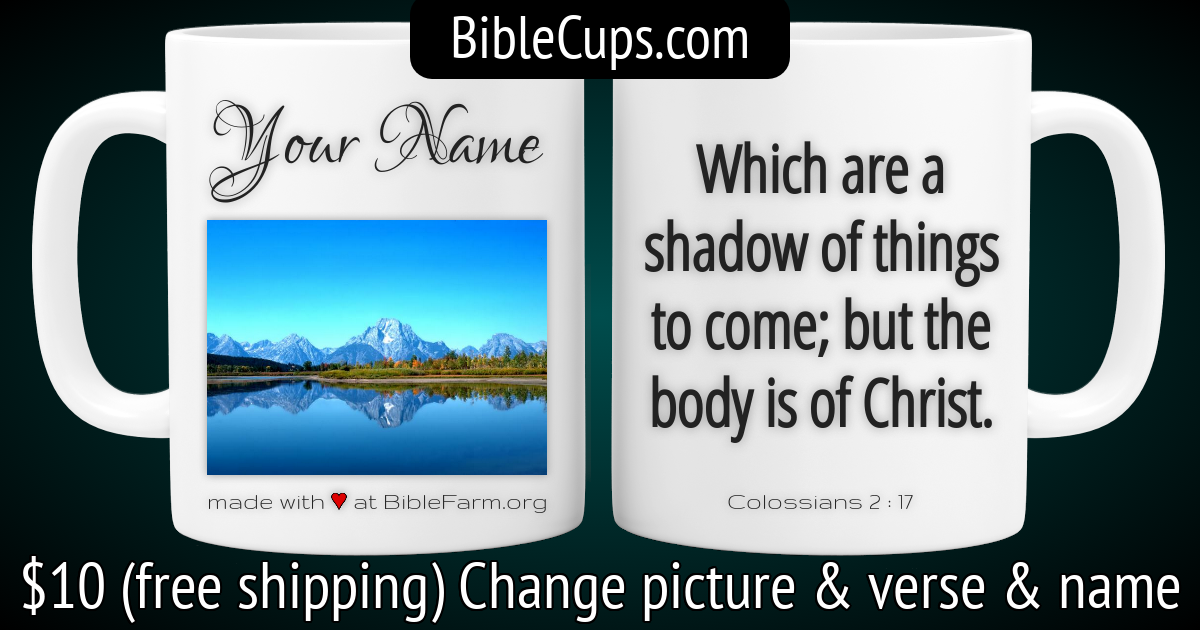 BibleCups.com
Your Name
made with ♥ at BibleFarm.org
Which are a
shadow of things
to come; but the
body is of Christ.
Colossians 2 : 17
$10 (free shipping) Change picture & verse & name